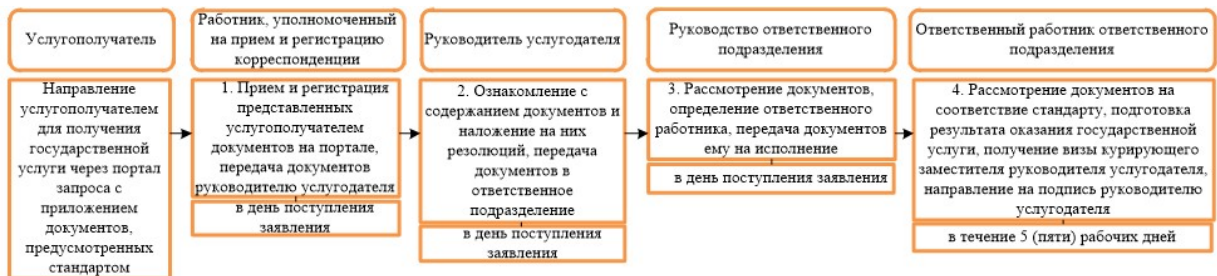 Услугополучатель
Работник, уполномоченный
на прием и регистрацию
корреспонденции
Руководитель услугодателя
Руководство ответственного
подразделения
Ответственный работник ответственного
подразделения
Направление
услугополучателем
для получения
государственной
услуги через портал
запроса с
приложением
документов,
предусмотренных
стандартом
1. Прием и регистрация
представленных
услугополучателем
документов на портале,
передача документов
руководителю услугодателя
в день поступления
заявления
2. Ознакомление с
содержанием документов и
наложение на них
резолюций, передача
документов в
ответственное
подразделение
в день поступления
заявления
3. Рассмотрение документов,
определение ответственного
работника, передача документов
ему на исполнение
в день поступления заявления
4. Рассмотрение документов на
соответствие стандарту, подготовка
результата оказания государственной
услуги, получение визы курирующего
заместителя руководителя услугодателя,
направление на подпись руководителю
услугодателя
в течение 5 (пяти) рабочих дней